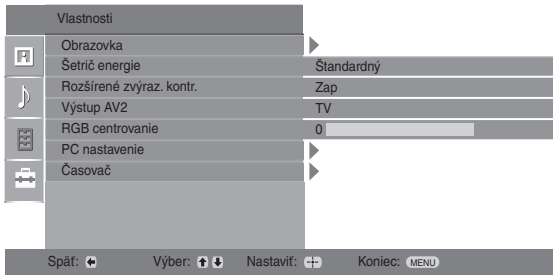 Vlastnosti
Obrazovka
Šetrič energie Štandardný
Rozšírené zvýraz. kontr. Zap
Výstup AV2 TV
RGB centrovanie 0
PC nastavenie
Časovač
Späť: Výber: Nastaviť: Koniec: MENU